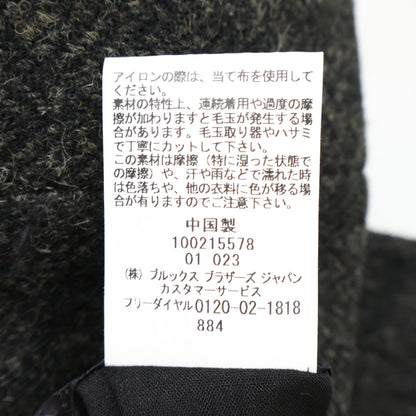 アイロンの際は、当て布を使用して
ください。
素材の特性上、連続着用や過度の摩
擦が加わりますと毛玉が発生する場
合があります。毛玉取り器やハサミ
で丁寧にカットして下さい。
この素材は摩擦（特に湿った状態で
の摩擦）や、汗や雨などで濡れた時
は色落ちや、他の衣料に色が移る場
合がありますのでご注意下さい。
中国製
100215578
01 023
（株）ブルックス ブラザーズ ジャパン
カスタマーサービス
フリーダイヤル0120-02-1818
884